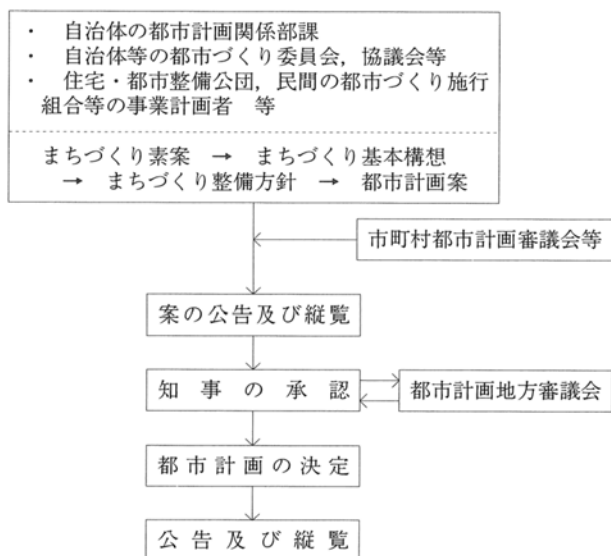 ・ 自治体の都市計画関係部課
・ 自治体等の都市づくり委員会，協議会等
・ 住宅・都市整備公団，民間の都市づくり施行
組合等の事業計画者　等
まちづくり素案 → まちづくり基本構想
→ まちづくり整備方針 → 都市計画案
市町村都市計画審議会等
案の公告及び縦覧
知事の承認
都市計画地方審議会
都市計画の決定
公告及び縦覧